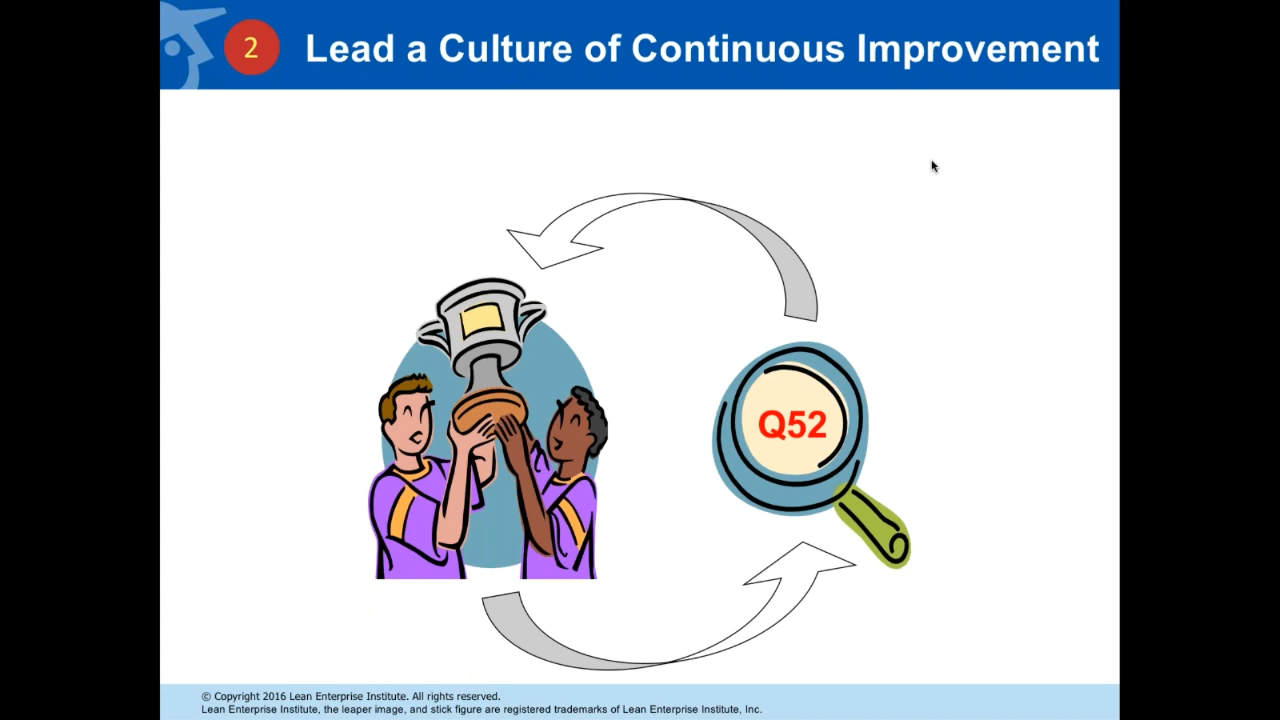 2 Lead a Culture of Continuous Improvement
Q52
© Copyright 2016 Lean Enterprise Institute. All rights reserved.
Lean Enterprise Institute, the leaper image, and stick figure are registered trademarks of Lean Enterprise Institute, Inc.